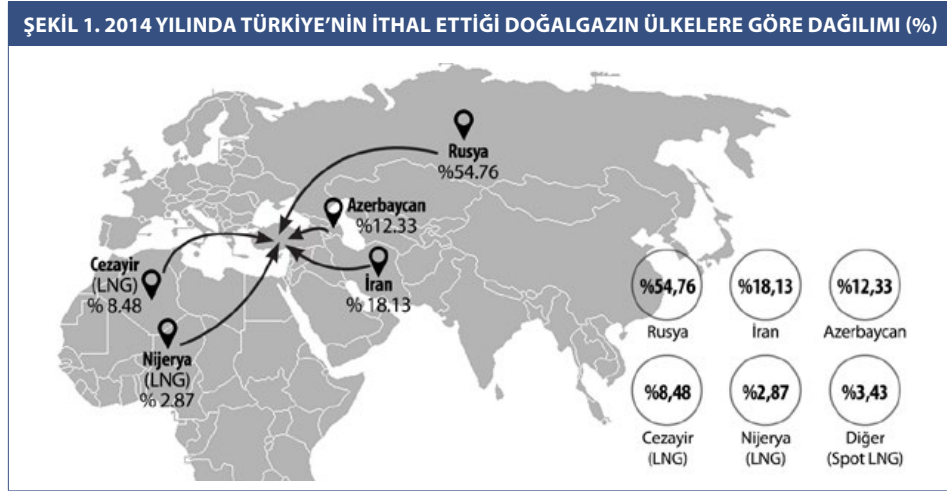 ŞEKİL 1. 2014 YILINDA TÜRKİYE'NİN İTHAL ETTİĞİ DOĞALGAZIN ÜLKELERE GÖRE DAĞILIMI (%)
Rusya
%54.76
Azerbaycan
%12.33
Cezayir
(LNG)
% 8.48
İran
% 18.13
Nijerya
(LNG)
% 2.87
%54,76
Rusya
%18,13
İran
%12,33
Azerbaycan
%8,48
Cezayir
(LNG)
%2,87
Nijerya
(LNG)
%3,43
Diğer
(Spot LNG)